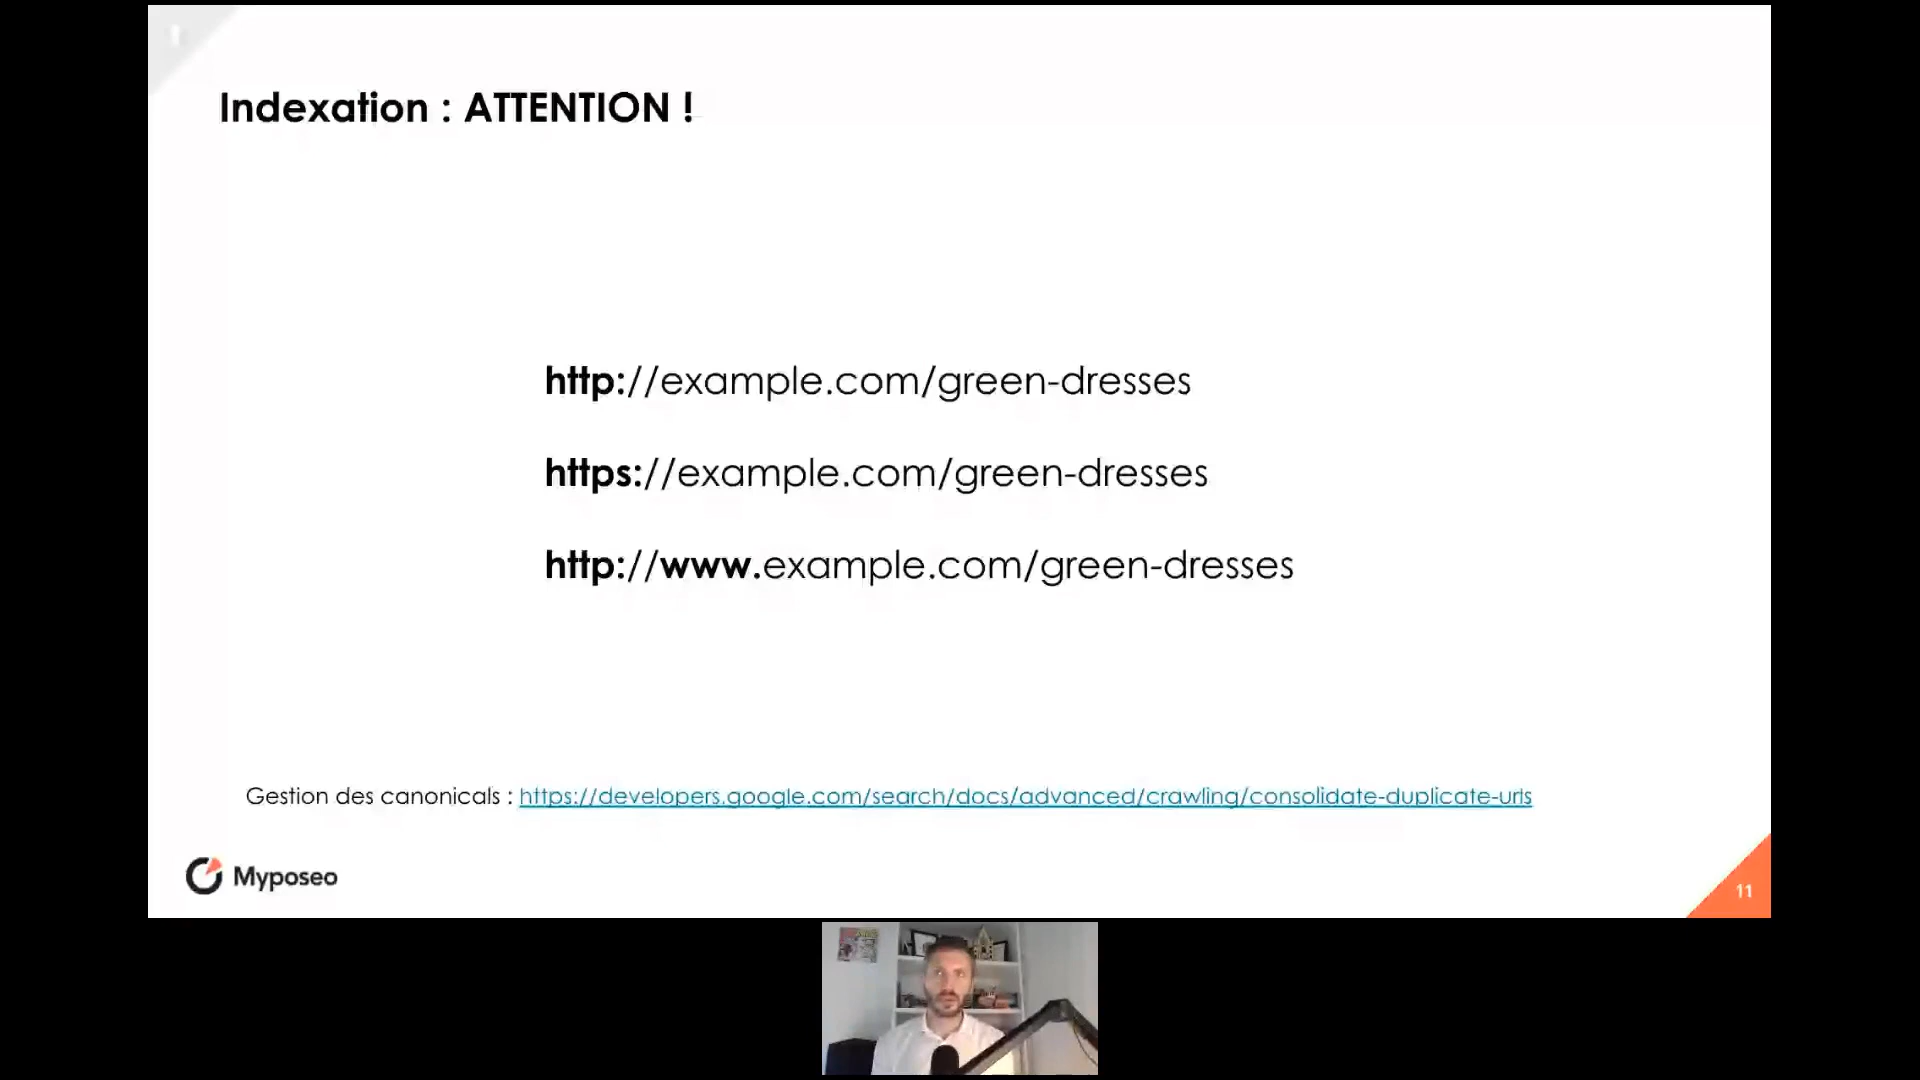 Indexation : ATTENTION !
http://example.com/green-dresses
https://example.com/green-dresses
http://www.example.com/green-dresses
Gestion des canonicals : https://developers.google.com/search/docs/advanced/crawling/consolidate-duplicate-urls
Myposeo
11